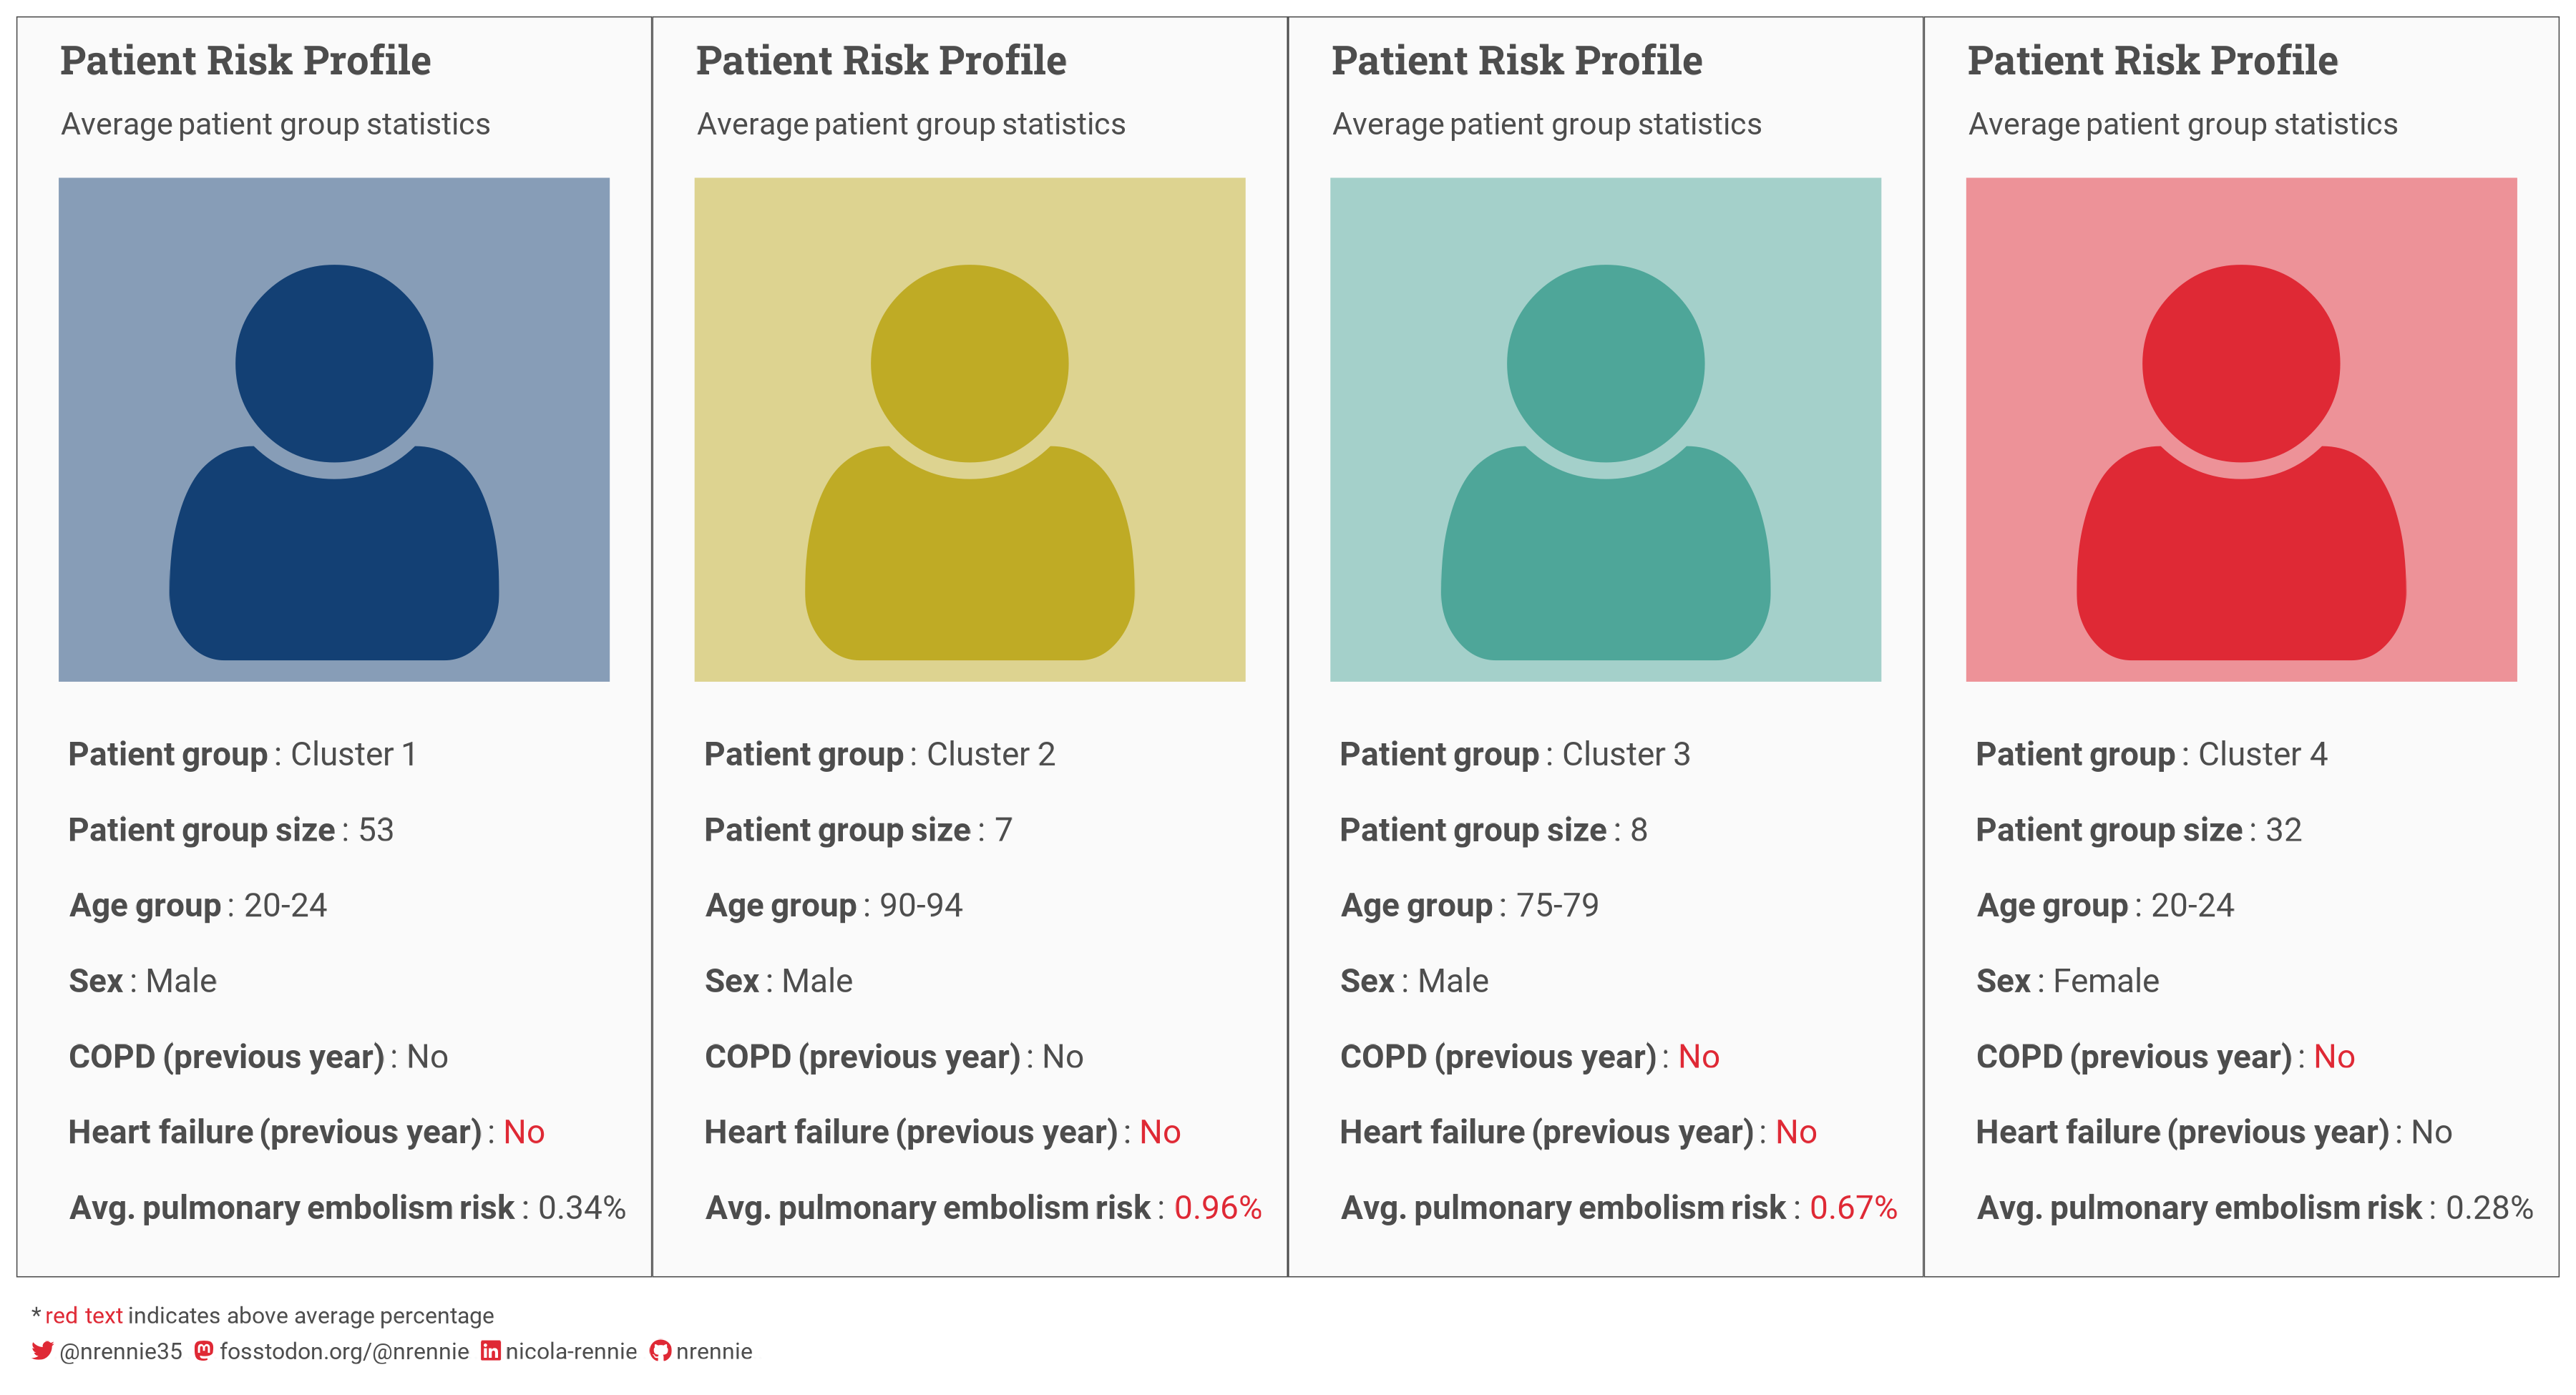 Patient Risk Profile
Average patient group statistics
Patient group : Cluster 1
Patient group size : 53
Age group : 20-24
Sex : Male
COPD (previous year) : No
Heart failure (previous year) : No
Avg. pulmonary embolism risk : 0.34%
Patient Risk Profile
Average patient group statistics
Patient group : Cluster 2
Patient group size : 7
Age group : 90-94
Sex : Male
COPD (previous year) : No
Heart failure (previous year) : No
Avg. pulmonary embolism risk : 0.96%
Patient Risk Profile
Average patient group statistics
Patient group : Cluster 3
Patient group size : 8
Age group : 75-79
Sex : Male
COPD (previous year) : No
Heart failure (previous year) : No
Avg. pulmonary embolism risk : 0.67%
Patient Risk Profile
Average patient group statistics
Patient group : Cluster 4
Patient group size : 32
Age group : 20-24
Sex : Female
COPD (previous year) : No
Heart failure (previous year) : No
Avg. pulmonary embolism risk : 0.28%
* red text indicates above average percentage
@nrennie35 fosstodon.org/@nrennie nicola-rennie nrennie